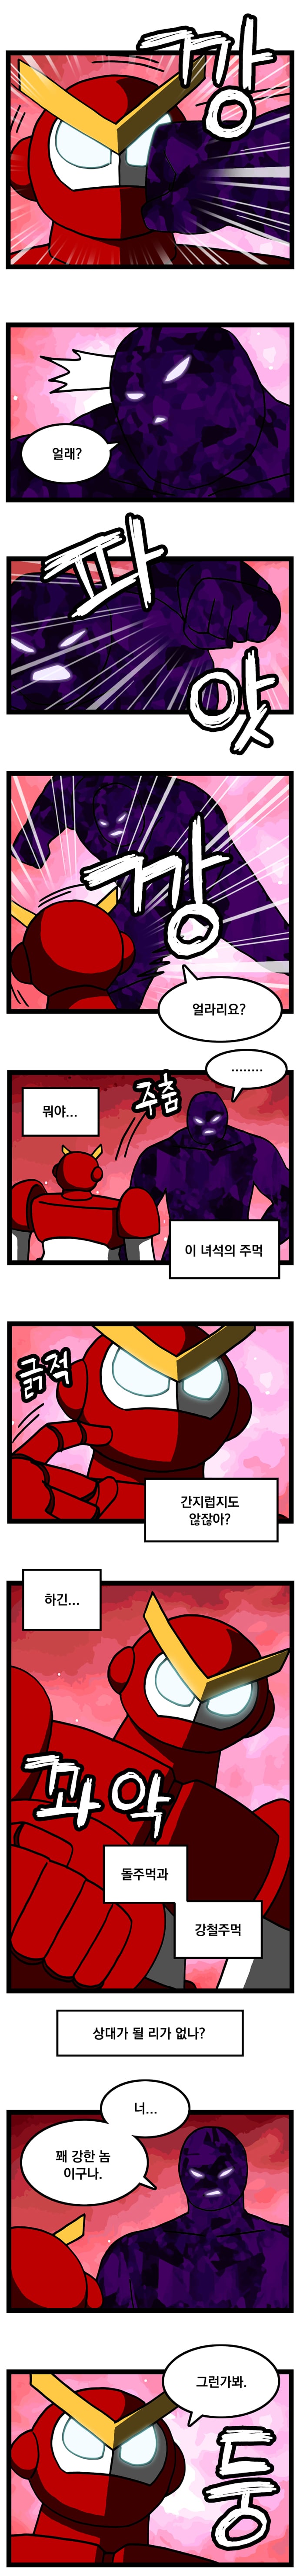 깡
얼래?
파
앗
깡
얼라리요?
········
뭐야...
주춤
이 녀석의 주먹
긁적
간지럽지도
않잖아?
하긴...
꽈악
돌주먹과
강철주먹
상대가 될 리가 없나?
너...
꽤 강한 놈
이구나.
그런가봐.
둥